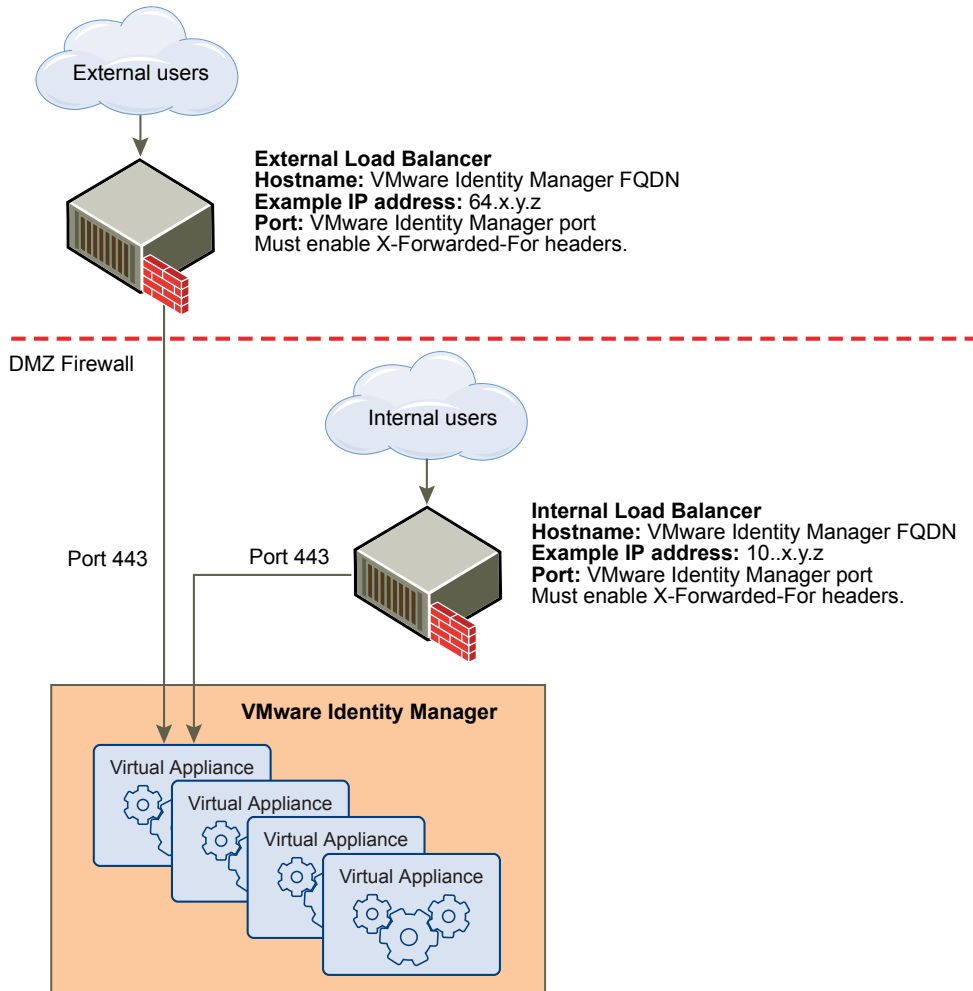 External users
External Load Balancer
Hostname: VMware Identity Manager FQDN
Example IP address: 64.x.y.z
Port: VMware Identity Manager port
Must enable X-Forwarded-For headers.
DMZ Firewall
Internal users
Internal Load Balancer
Hostname: VMware Identity Manager FQDN
Example IP address: 10..x.y.z
Port: VMware Identity Manager port
Must enable X-Forwarded-For headers.
Port 443
Port 443
VMware Identity Manager
Virtual Appliance
Virtual Appliance
Virtual Appliance
Virtual Appliance